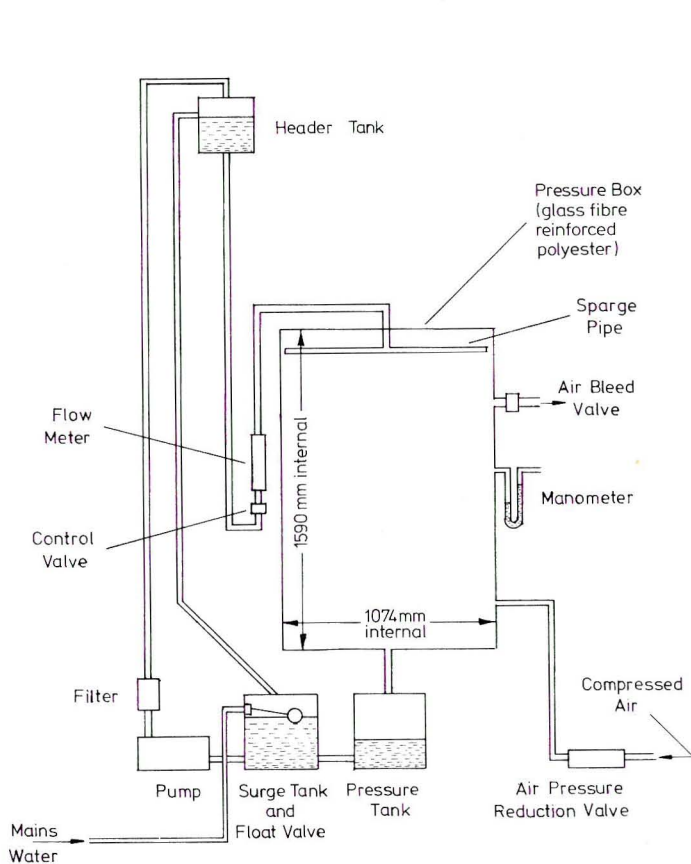 Header Tank
Pressure Box
(glass fibre
reinforced
polyester)
Sparge
Pipe
Air Bleed
Valve
Flow
Meter
1590 mm internal
Manometer
Control
Valve
1074mm
internal
Filter
Compressed
Air
Pump
Surge Tank
and
Float Valve
Pressure
Tank
Air Pressure
Reduction Valve
Mains
Water